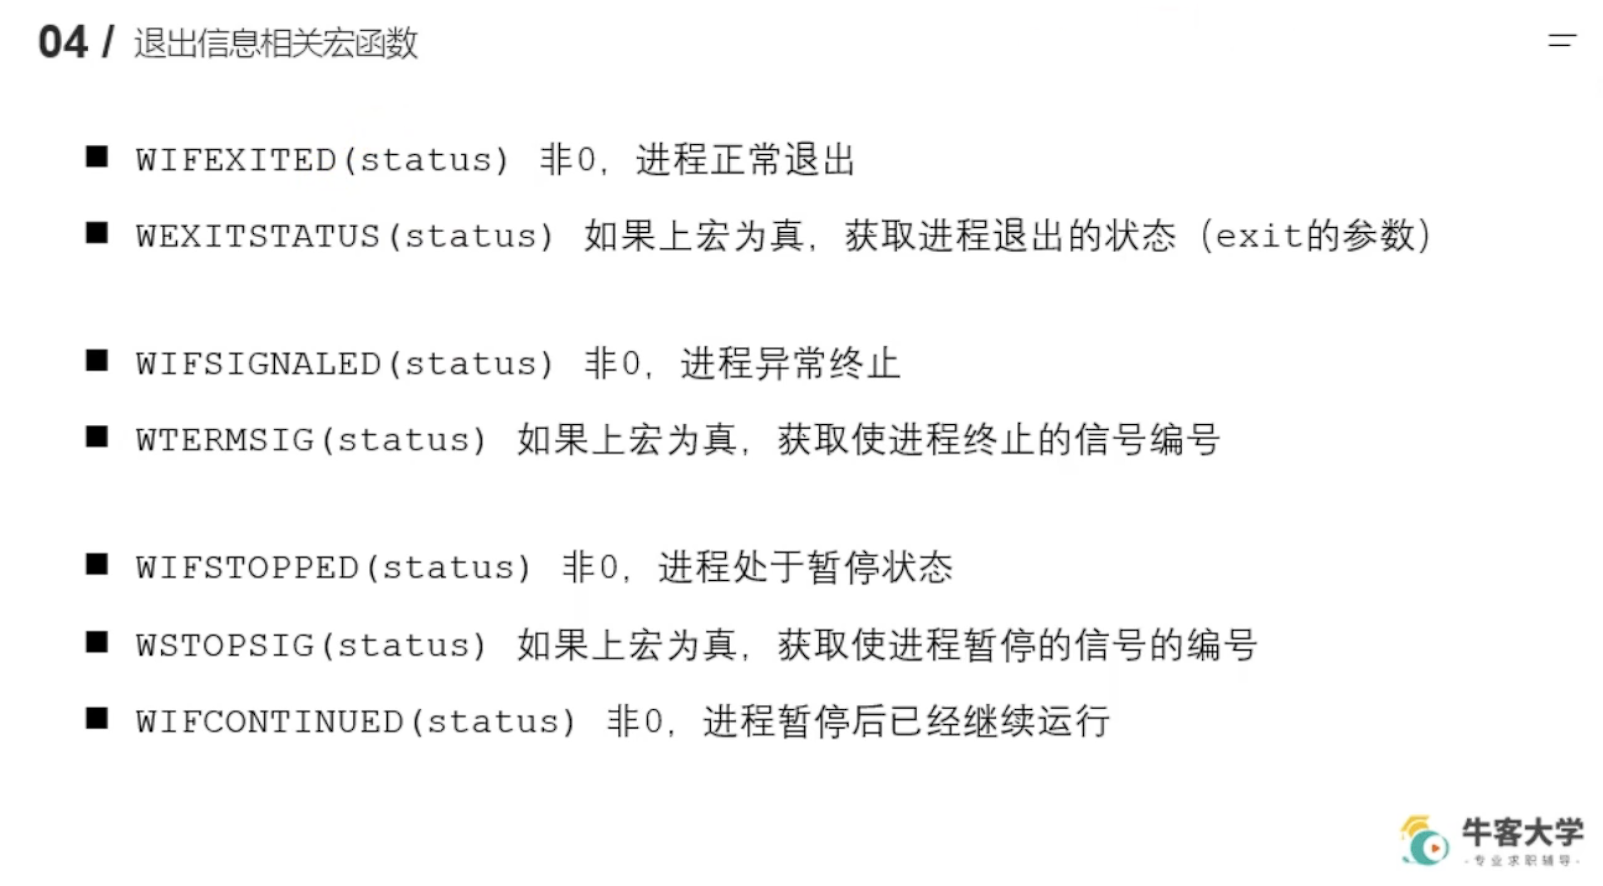 04 / 退出信息相关宏函数
■ WIFEXITED(status) 非0，进程正常退出
■ WEXITSTATUS(status) 如果上宏为真，获取进程退出的状态（exit的参数）
■ WIFSIGNALED(status) 非0，进程异常终止
■ WTERMSIG(status) 如果上宏为真，获取使进程终止的信号编号
■ WIFSTOPPED(status) 非0，进程处于暂停状态
■ WSTOPSIG(status) 如果上宏为真，获取使进程暂停的信号的编号
■ WIFCONTINUED(status) 非0，进程暂停后已经继续运行
牛客大学
·专业求职辅导·